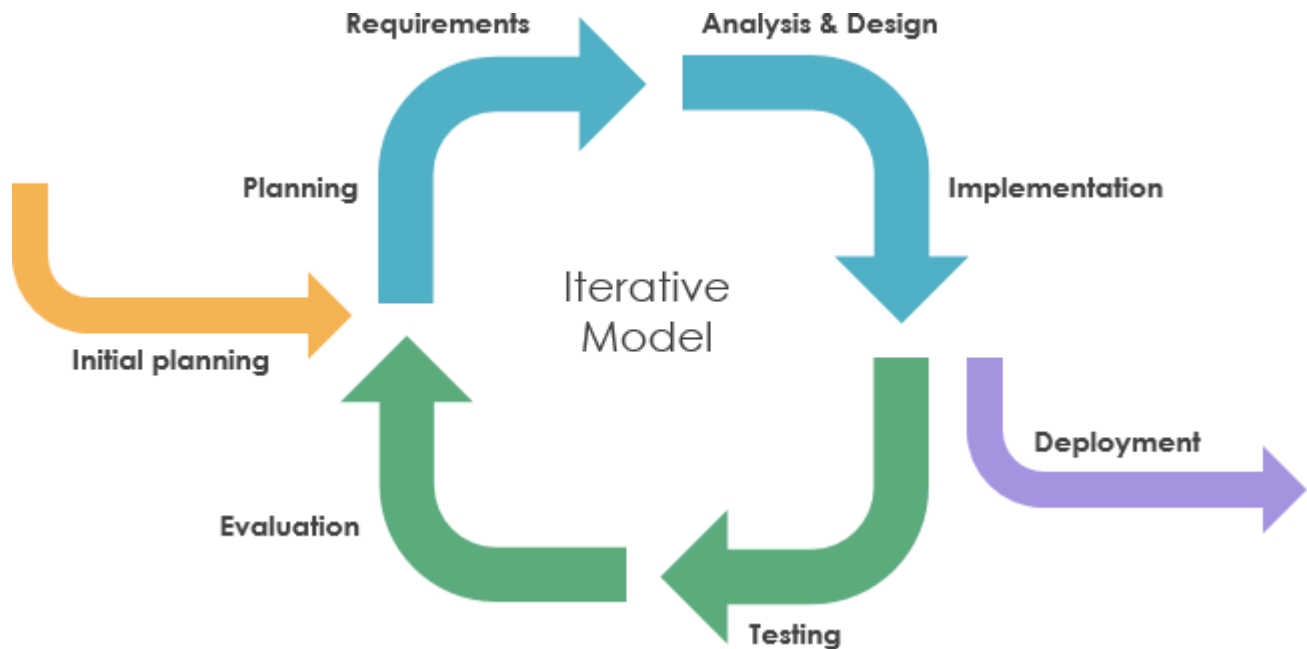 Requirements
Analysis & Design
Planning
Implementation
Iterative
Model
Initial planning
Deployment
Evaluation
Testing